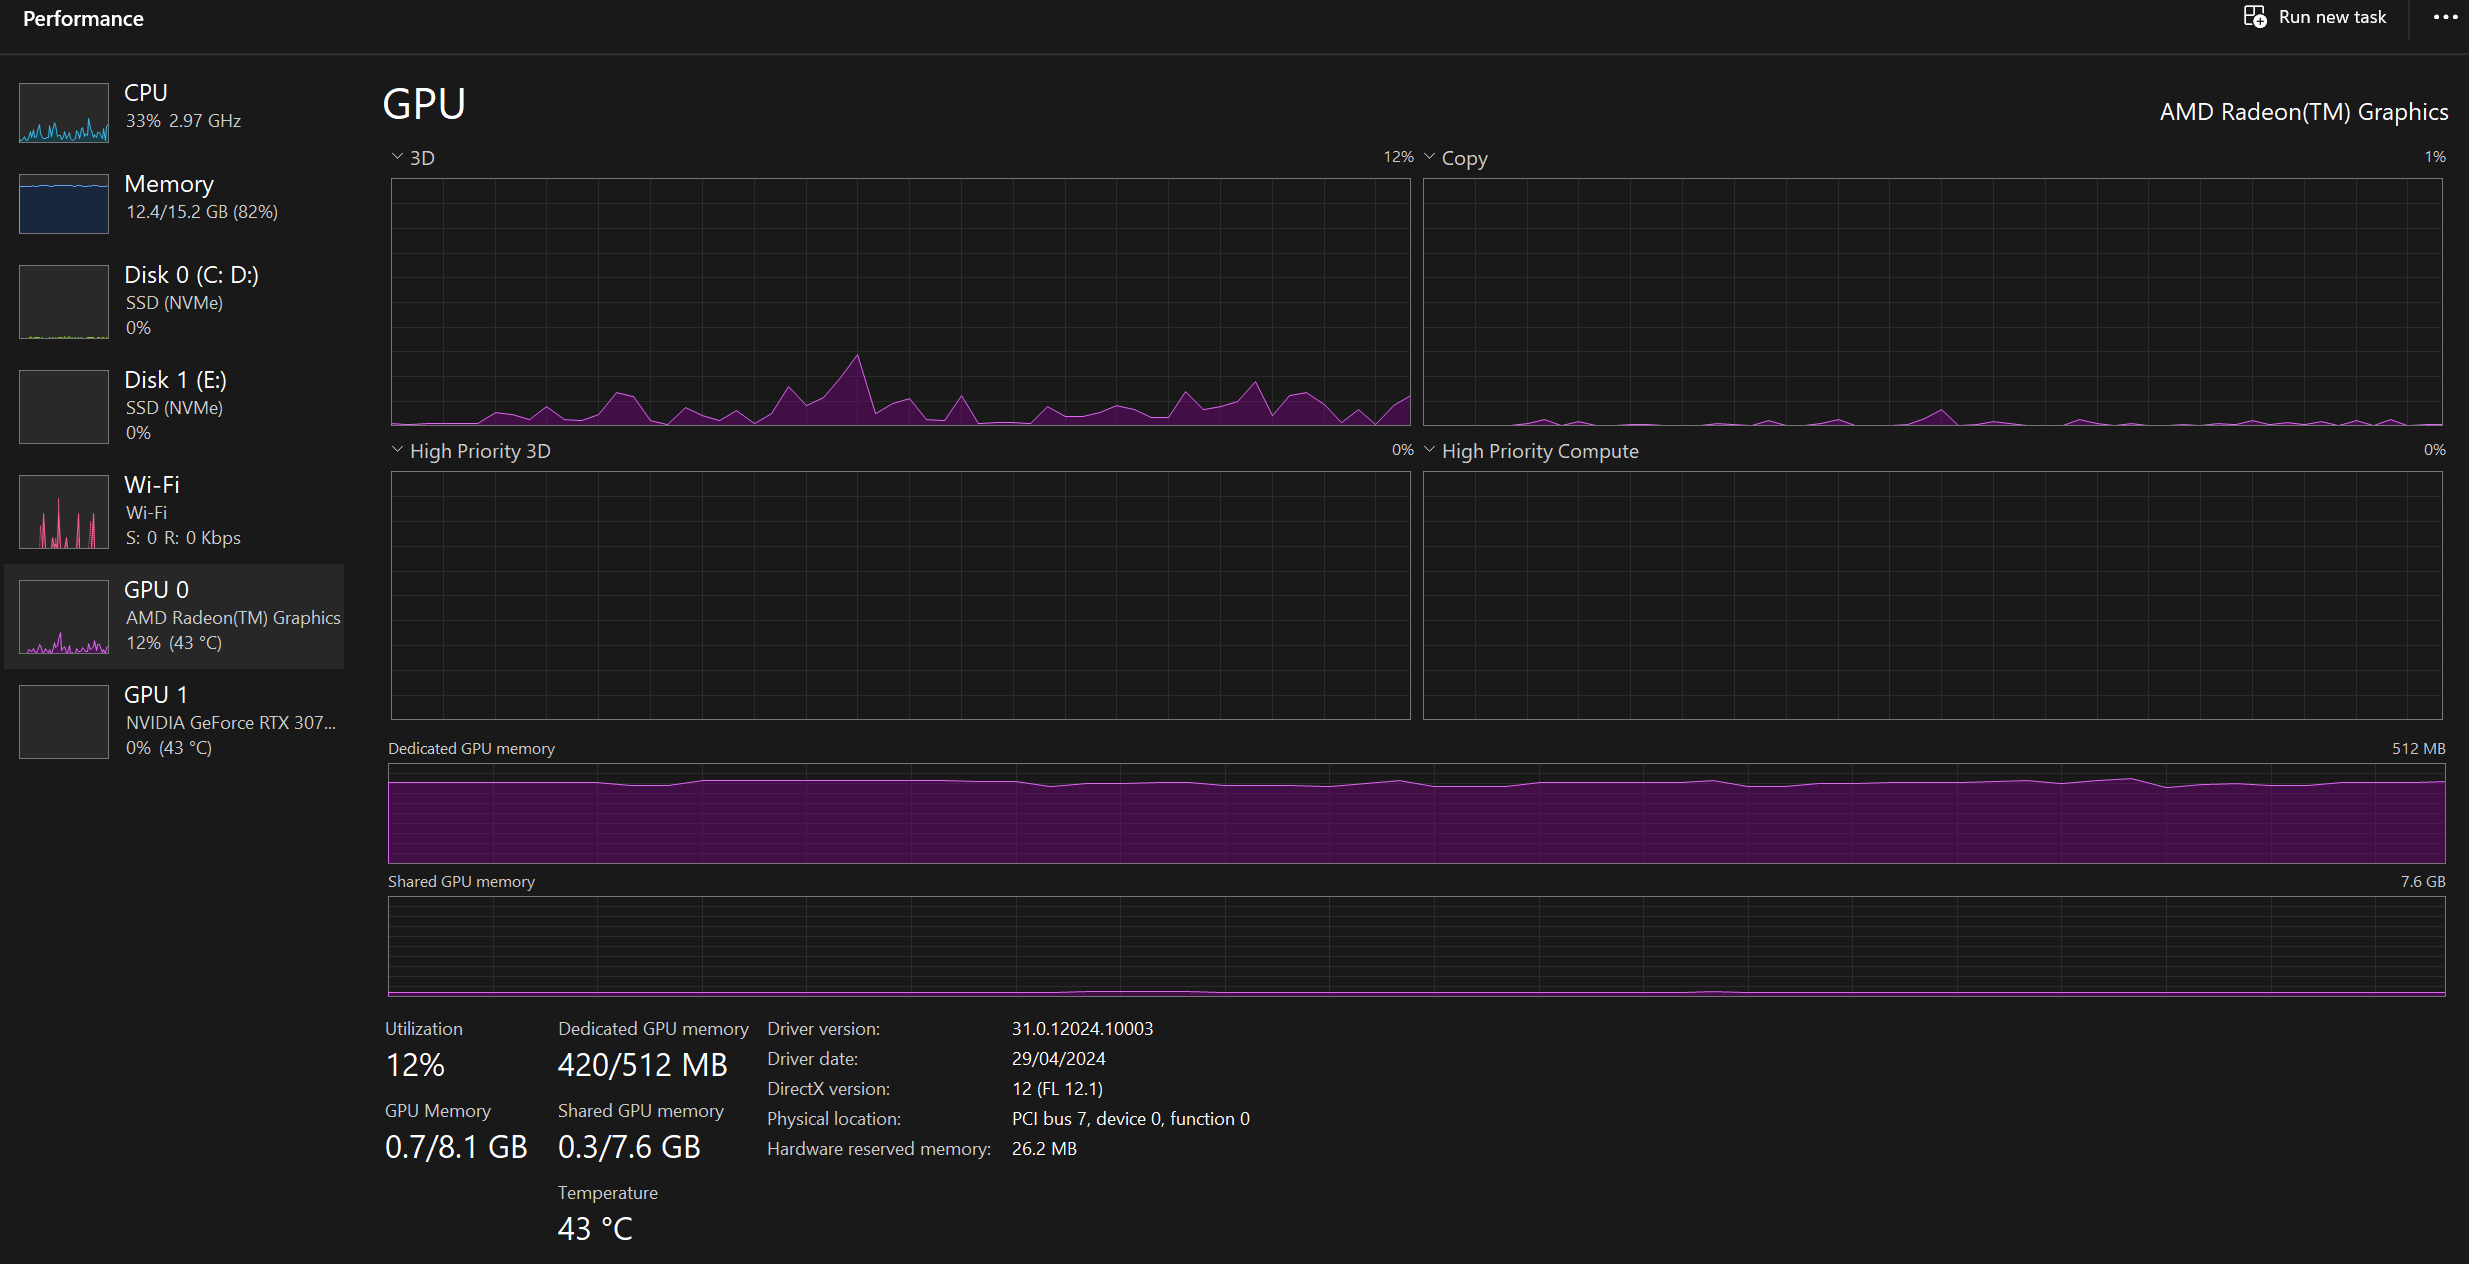 Performance
Run new task
CPU
33% 2.97 GHz
Memory
12.4/15.2 GB (82%)
Disk 0 (C: D:)
SSD (NVMe)
0%
Disk 1 (E:)
SSD (NVMe)
0%
Wi-Fi
Wi-Fi
S: 0 R: 0 Kbps
GPU 0
AMD Radeon(TM) Graphics
12% (43 °C)
GPU 1
NVIDIA GeForce RTX 307...
0% (43 °C)
GPU
AMD Radeon(TM) Graphics
3D 12%
Copy 1%
High Priority 3D 0%
High Priority Compute 0%
Dedicated GPU memory 512 MB
Shared GPU memory 7.6 GB
Utilization
12%
Dedicated GPU memory
420/512 MB
GPU Memory
0.7/8.1 GB
Shared GPU memory
0.3/7.6 GB
Temperature
43 °C
Driver version: 31.0.12024.10003
Driver date: 29/04/2024
DirectX version: 12 (FL 12.1)
Physical location: PCI bus 7, device 0, function 0
Hardware reserved memory: 26.2 MB